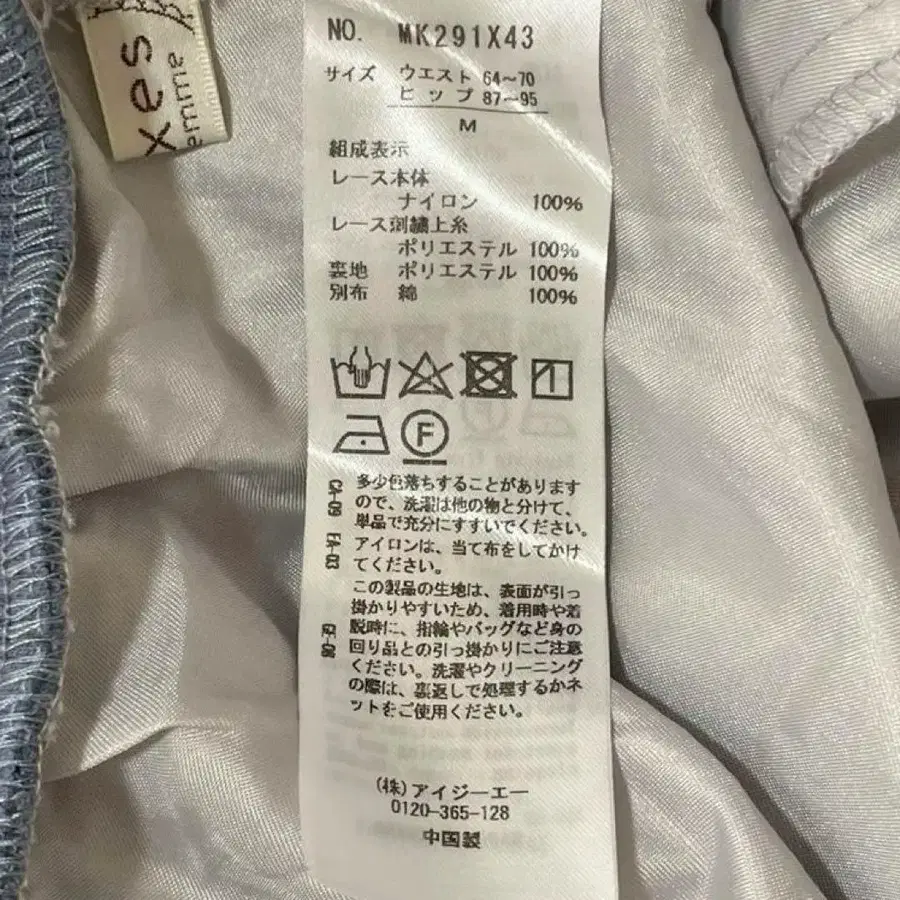 xes
femme
NO. MK291X43
サイズ ウエスト 64～70
ヒップ 87～95
M
組成表示
レース本体
ナイロン 100%
レース刺繍上糸
ポリエステル 100%
裏地 ポリエステル 100%
別布 綿 100%
F
CA-09 多少色落ちすることがあります
ので、洗濯は他の物と分けて、
単品で充分にすすいでください。
EA-03 アイロンは、当て布をしてかけ
てください。
この製品の生地は、表面が引っ
掛かりやすいため、着用時や着
脱時に、指輪やバッグなど身の
回り品との引っ掛かりにご注意
ください。洗濯やクリーニング
の際は、裏返しで処理するかネ
ットをご使用ください。
(株)アイジーエー
0120-365-128
中国製